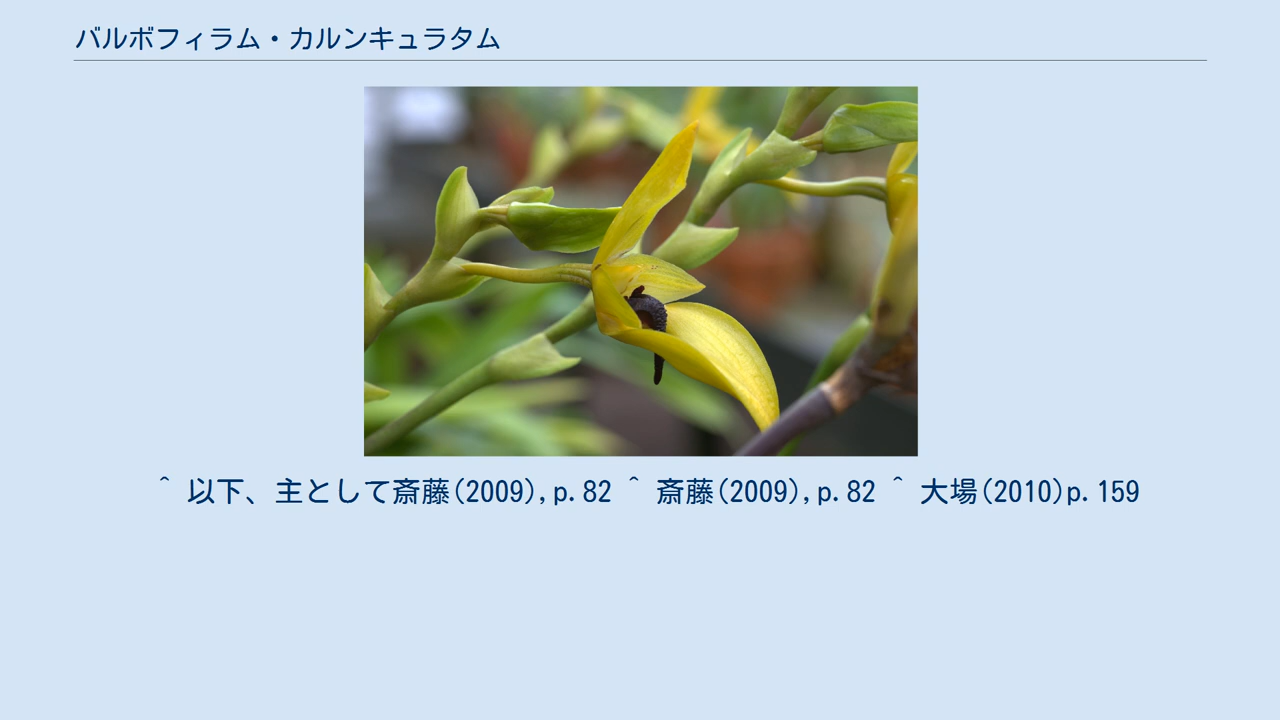 バルボフィラム・カルンキュラタム
^ 以下、主として斎藤(2009),p.82 ^ 斎藤(2009),p.82 ^ 大場(2010)p.159